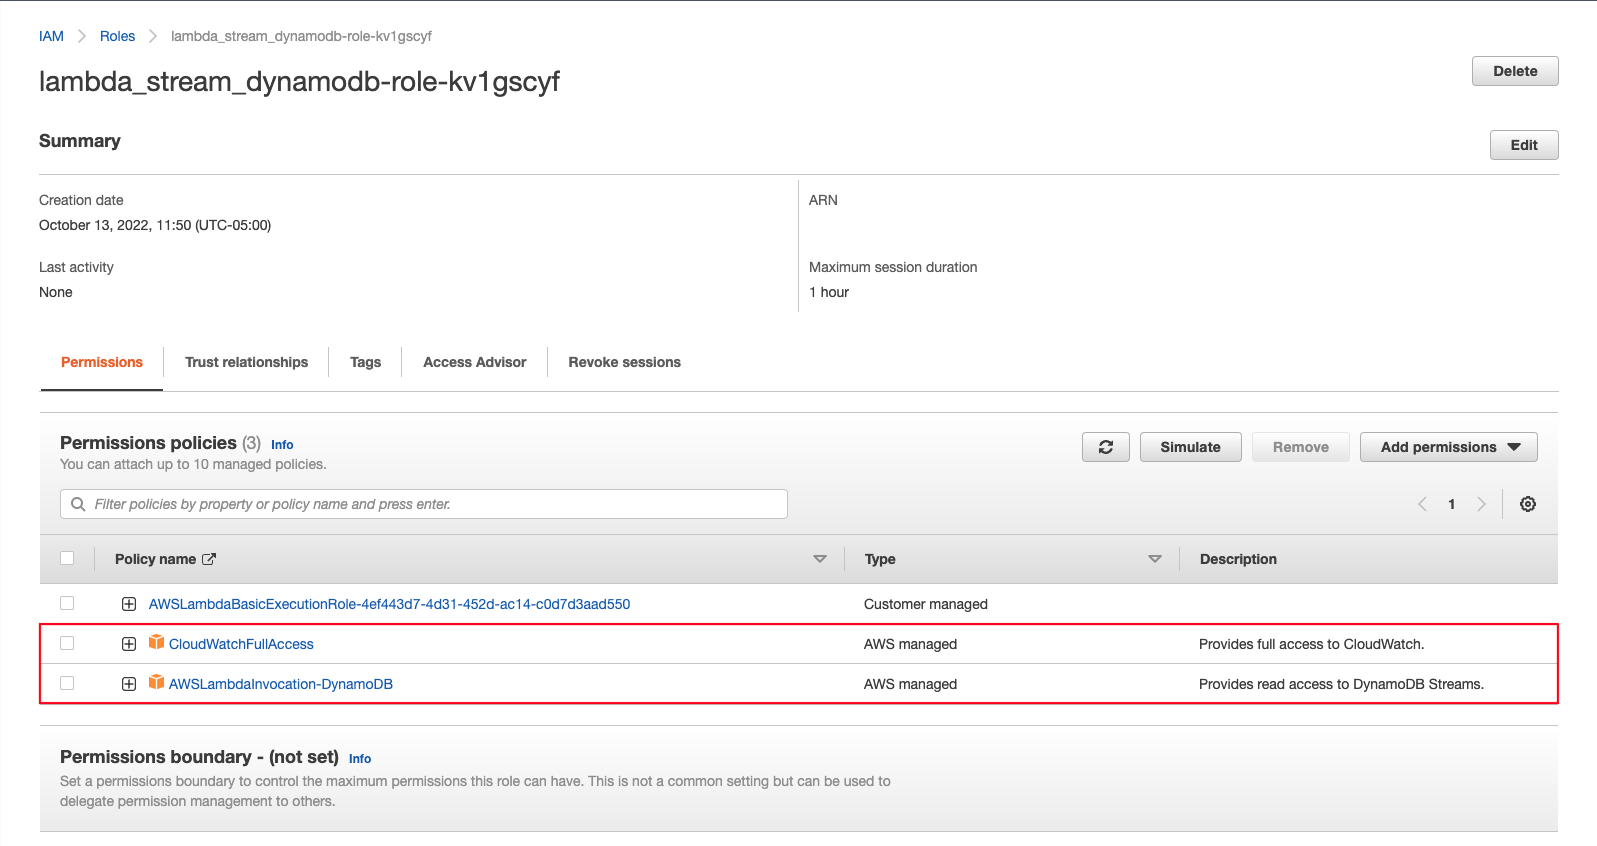 IAM > Roles > lambda_stream_dynamodb-role-kv1gscyf
lambda_stream_dynamodb-role-kv1gscyf
Delete
Summary
Edit
Creation date
October 13, 2022, 11:50 (UTC-05:00)
ARN
Last activity
None
Maximum session duration
1 hour
Permissions Trust relationships Tags Access Advisor Revoke sessions
Permissions policies (3) Info
You can attach up to 10 managed policies.
Simulate Remove Add permissions
Filter policies by property or policy name and press enter.
1
Policy name Type Description
AWSLambdaBasicExecutionRole-4ef443d7-4d31-452d-ac14-c0d7d3aad550 Customer managed
CloudWatchFullAccess AWS managed Provides full access to CloudWatch.
AWSLambdaInvocation-DynamoDB AWS managed Provides read access to DynamoDB Streams.
Permissions boundary - (not set) Info
Set a permissions boundary to control the maximum permissions this role can have. This is not a common setting but can be used to
delegate permission management to others.